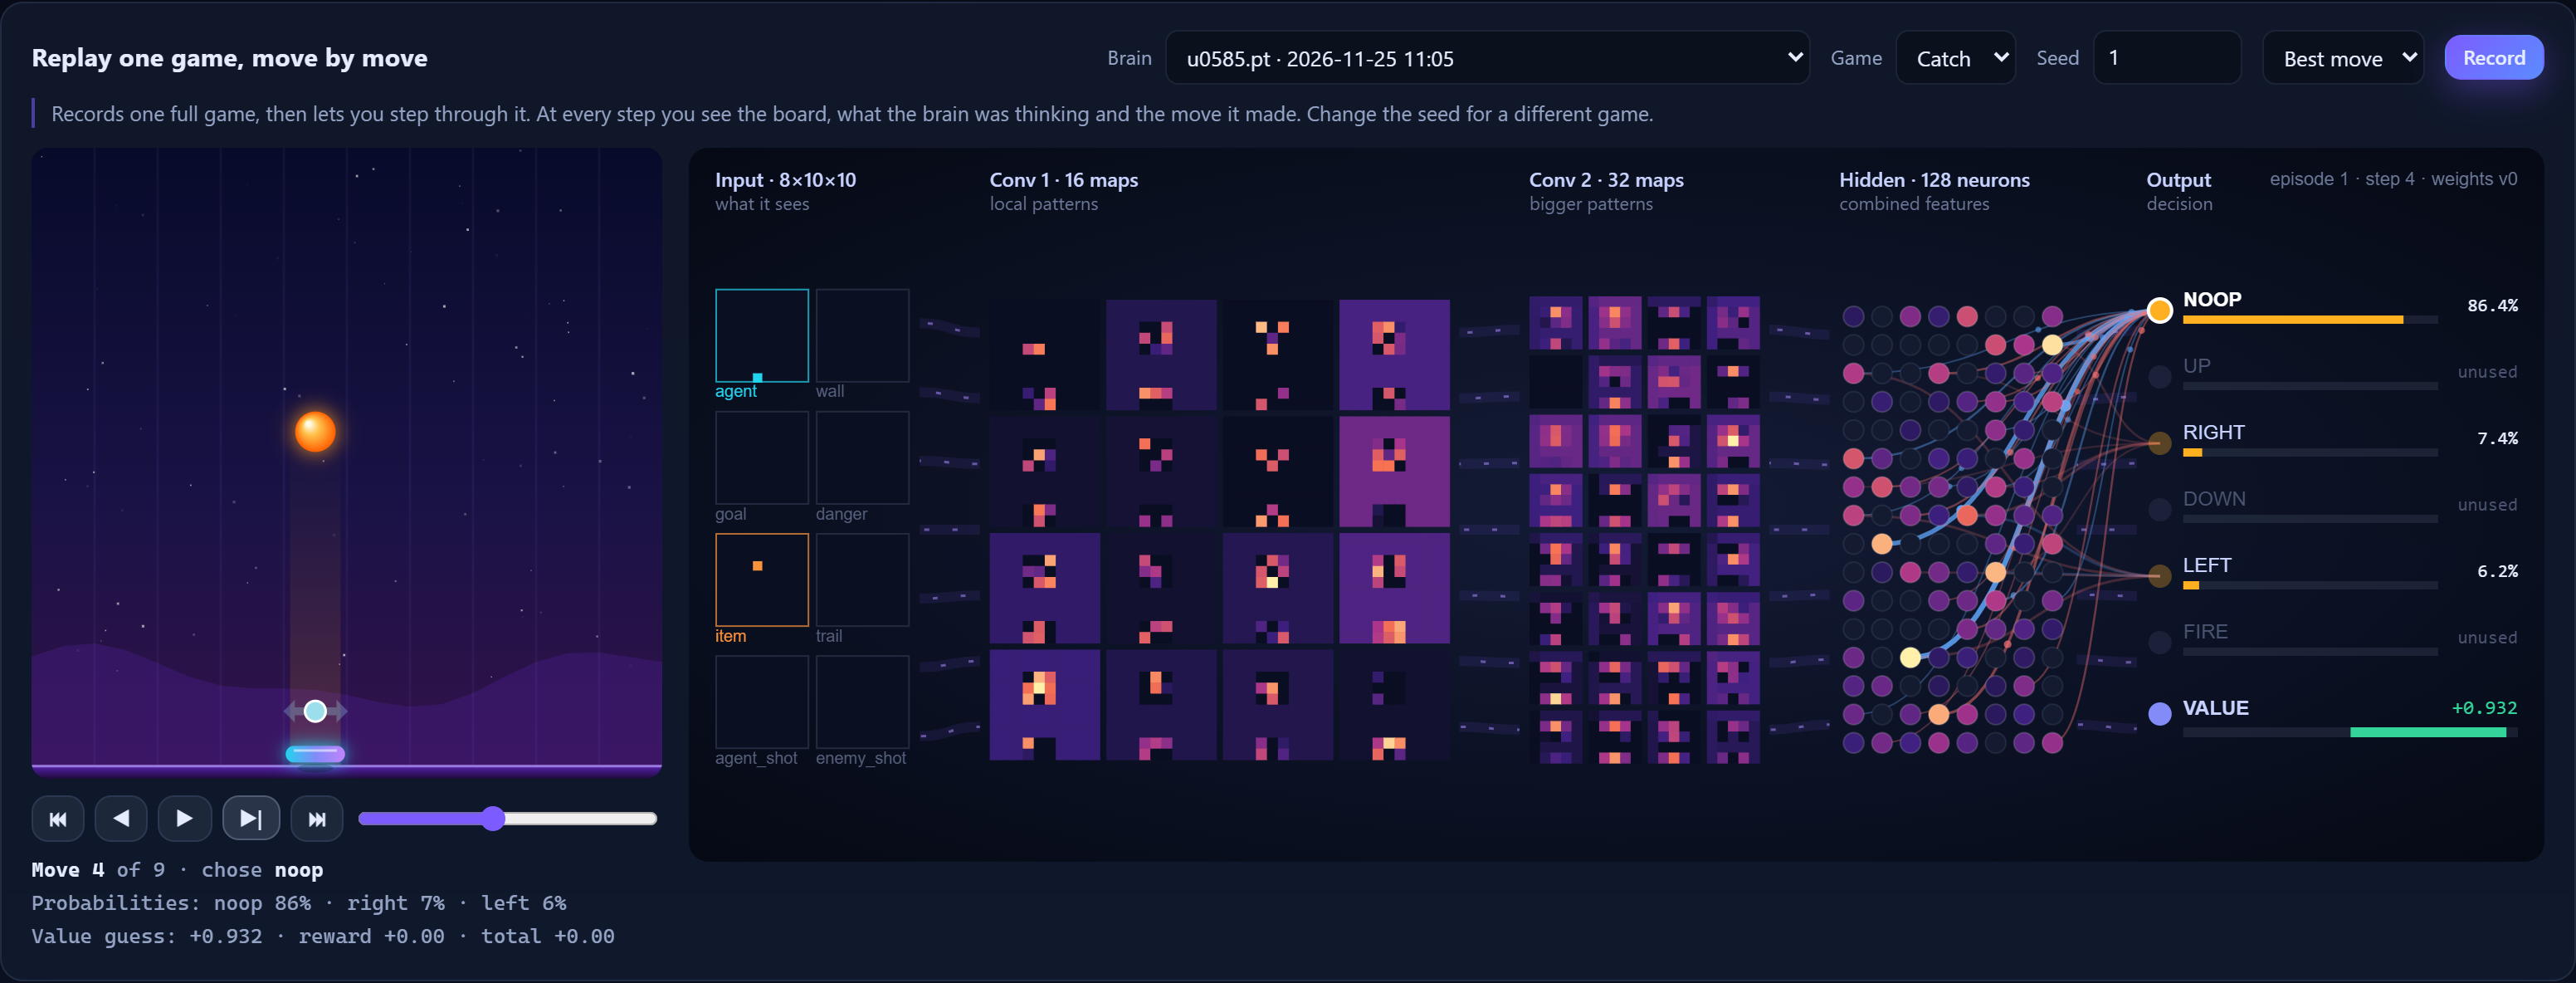 Replay one game, move by move
Brain u0585.pt · 2026-11-25 11:05 Game Catch Seed 1 Best move Record
Records one full game, then lets you step through it. At every step you see the board, what the brain was thinking and the move it made. Change the seed for a different game.
Input · 8×10×10
what it sees
Conv 1 · 16 maps
local patterns
Conv 2 · 32 maps
bigger patterns
Hidden · 128 neurons
combined features
Output
decision
episode 1 · step 4 · weights v0
agent wall
goal danger
item trail
agent_shot enemy_shot
NOOP 86.4%
UP unused
RIGHT 7.4%
DOWN unused
LEFT 6.2%
FIRE unused
VALUE +0.932
Move 4 of 9 · chose noop
Probabilities: noop 86% · right 7% · left 6%
Value guess: +0.932 · reward +0.00 · total +0.00